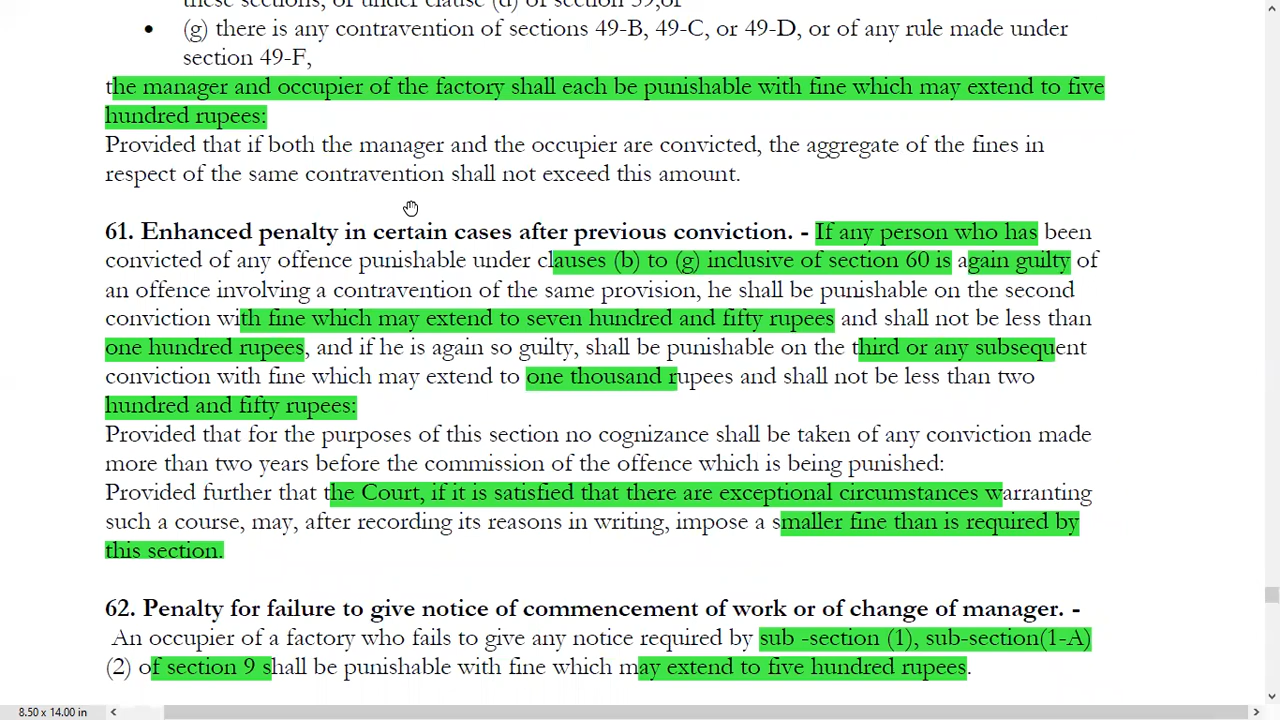 these sections, or under clause (d) of section 59,or
• (g) there is any contravention of sections 49-B, 49-C, or 49-D, or of any rule made under
section 49-F,
the manager and occupier of the factory shall each be punishable with fine which may extend to five
hundred rupees:
Provided that if both the manager and the occupier are convicted, the aggregate of the fines in
respect of the same contravention shall not exceed this amount.
61. Enhanced penalty in certain cases after previous conviction. - If any person who has been
convicted of any offence punishable under clauses (b) to (g) inclusive of section 60 is again guilty of
an offence involving a contravention of the same provision, he shall be punishable on the second
conviction with fine which may extend to seven hundred and fifty rupees and shall not be less than
one hundred rupees, and if he is again so guilty, shall be punishable on the third or any subsequent
conviction with fine which may extend to one thousand rupees and shall not be less than two
hundred and fifty rupees:
Provided that for the purposes of this section no cognizance shall be taken of any conviction made
more than two years before the commission of the offence which is being punished:
Provided further that the Court, if it is satisfied that there are exceptional circumstances warranting
such a course, may, after recording its reasons in writing, impose a smaller fine than is required by
this section.
62. Penalty for failure to give notice of commencement of work or of change of manager. -
An occupier of a factory who fails to give any notice required by sub -section (1), sub-section(1-A)
(2) of section 9 shall be punishable with fine which may extend to five hundred rupees.
8.50 x 14.00 in